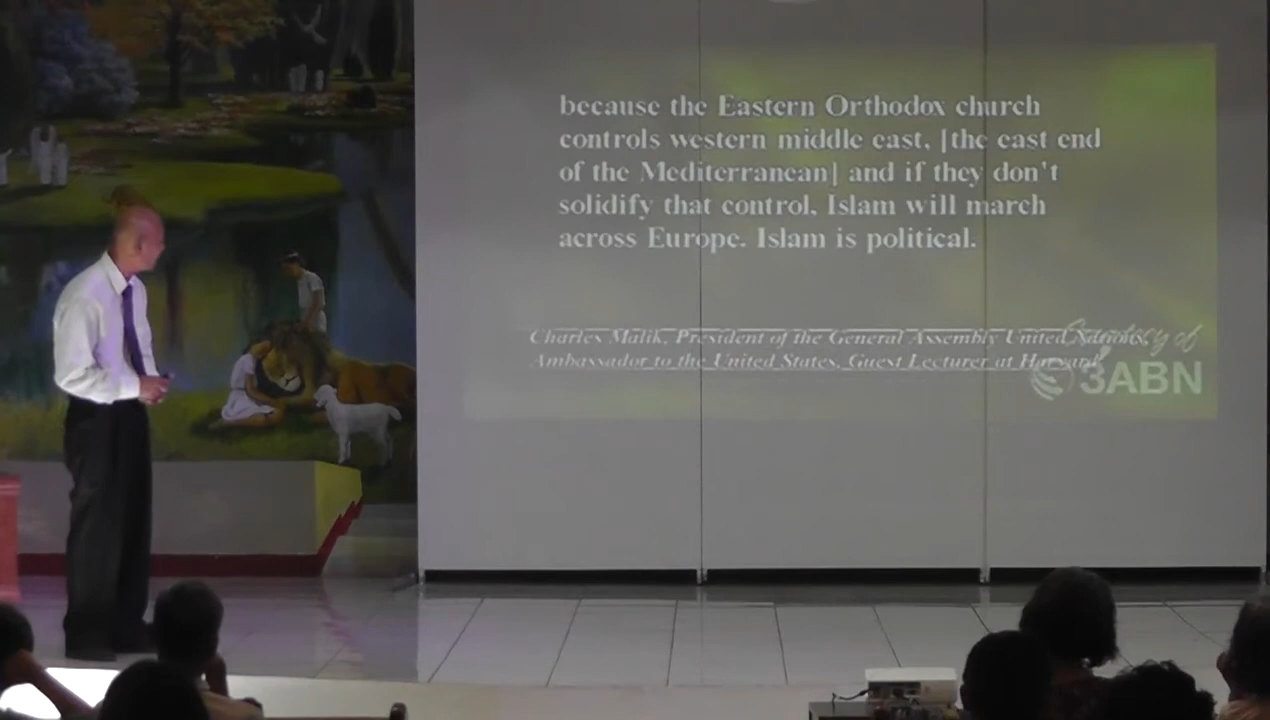 because the Eastern Orthodox church
controls western middle east, [the east end
of the Mediterranean] and if they don't
solidify that control, Islam will march
across Europe. Islam is political.
Charles Malik, President of the General Assembly United Nations,
Ambassador to the United States, Guest Lecturer at Harvard
Courtesy of
3ABN